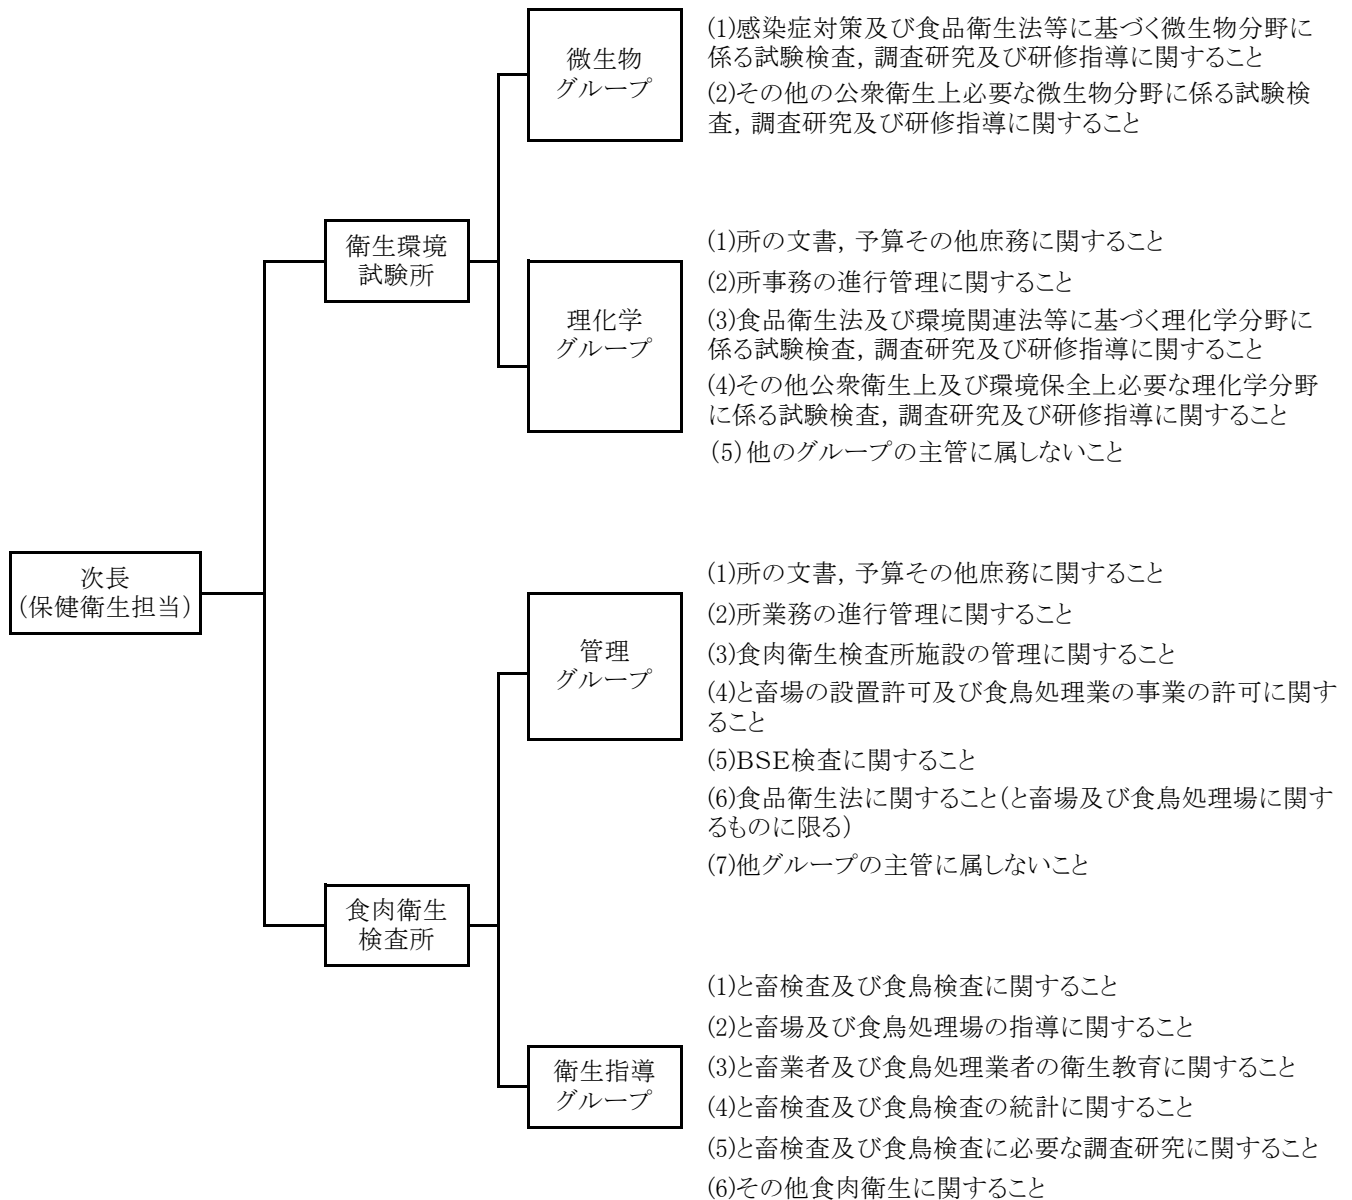 微生物
グループ
(1)感染症対策及び食品衛生法等に基づく微生物分野に
係る試験検査，調査研究及び研修指導に関すること
(2)その他の公衆衛生上必要な微生物分野に係る試験検
査，調査研究及び研修指導に関すること
衛生環境
試験所
理化学
グループ
(1)所の文書，予算その他庶務に関すること
(2)所事務の進行管理に関すること
(3)食品衛生法及び環境関連法等に基づく理化学分野に
係る試験検査，調査研究及び研修指導に関すること
(4)その他公衆衛生上及び環境保全上必要な理化学分野
に係る試験検査，調査研究及び研修指導に関すること
(5)他のグループの主管に属しないこと
次長
(保健衛生担当)
管理
グループ
(1)所の文書，予算その他庶務に関すること
(2)所業務の進行管理に関すること
(3)食肉衛生検査所施設の管理に関すること
(4)と畜場の設置許可及び食鳥処理業の事業の許可に関す
ること
(5)BSE検査に関すること
(6)食品衛生法に関すること(と畜場及び食鳥処理場に関す
るものに限る)
(7)他グループの主管に属しないこと
食肉衛生
検査所
衛生指導
グループ
(1)と畜検査及び食鳥検査に関すること
(2)と畜場及び食鳥処理場の指導に関すること
(3)と畜業者及び食鳥処理業者の衛生教育に関すること
(4)と畜検査及び食鳥検査の統計に関すること
(5)と畜検査及び食鳥検査に必要な調査研究に関すること
(6)その他食肉衛生に関すること